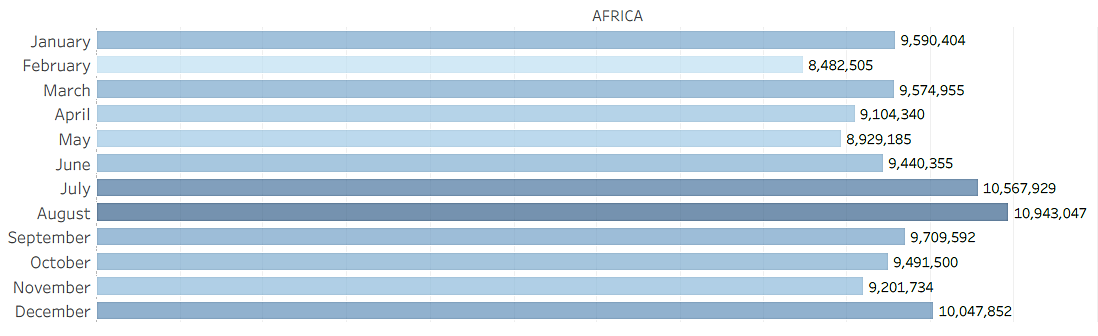 AFRICA
January 9,590,404
February 8,482,505
March 9,574,955
April 9,104,340
May 8,929,185
June 9,440,355
July 10,567,929
August 10,943,047
September 9,709,592
October 9,491,500
November 9,201,734
December 10,047,852